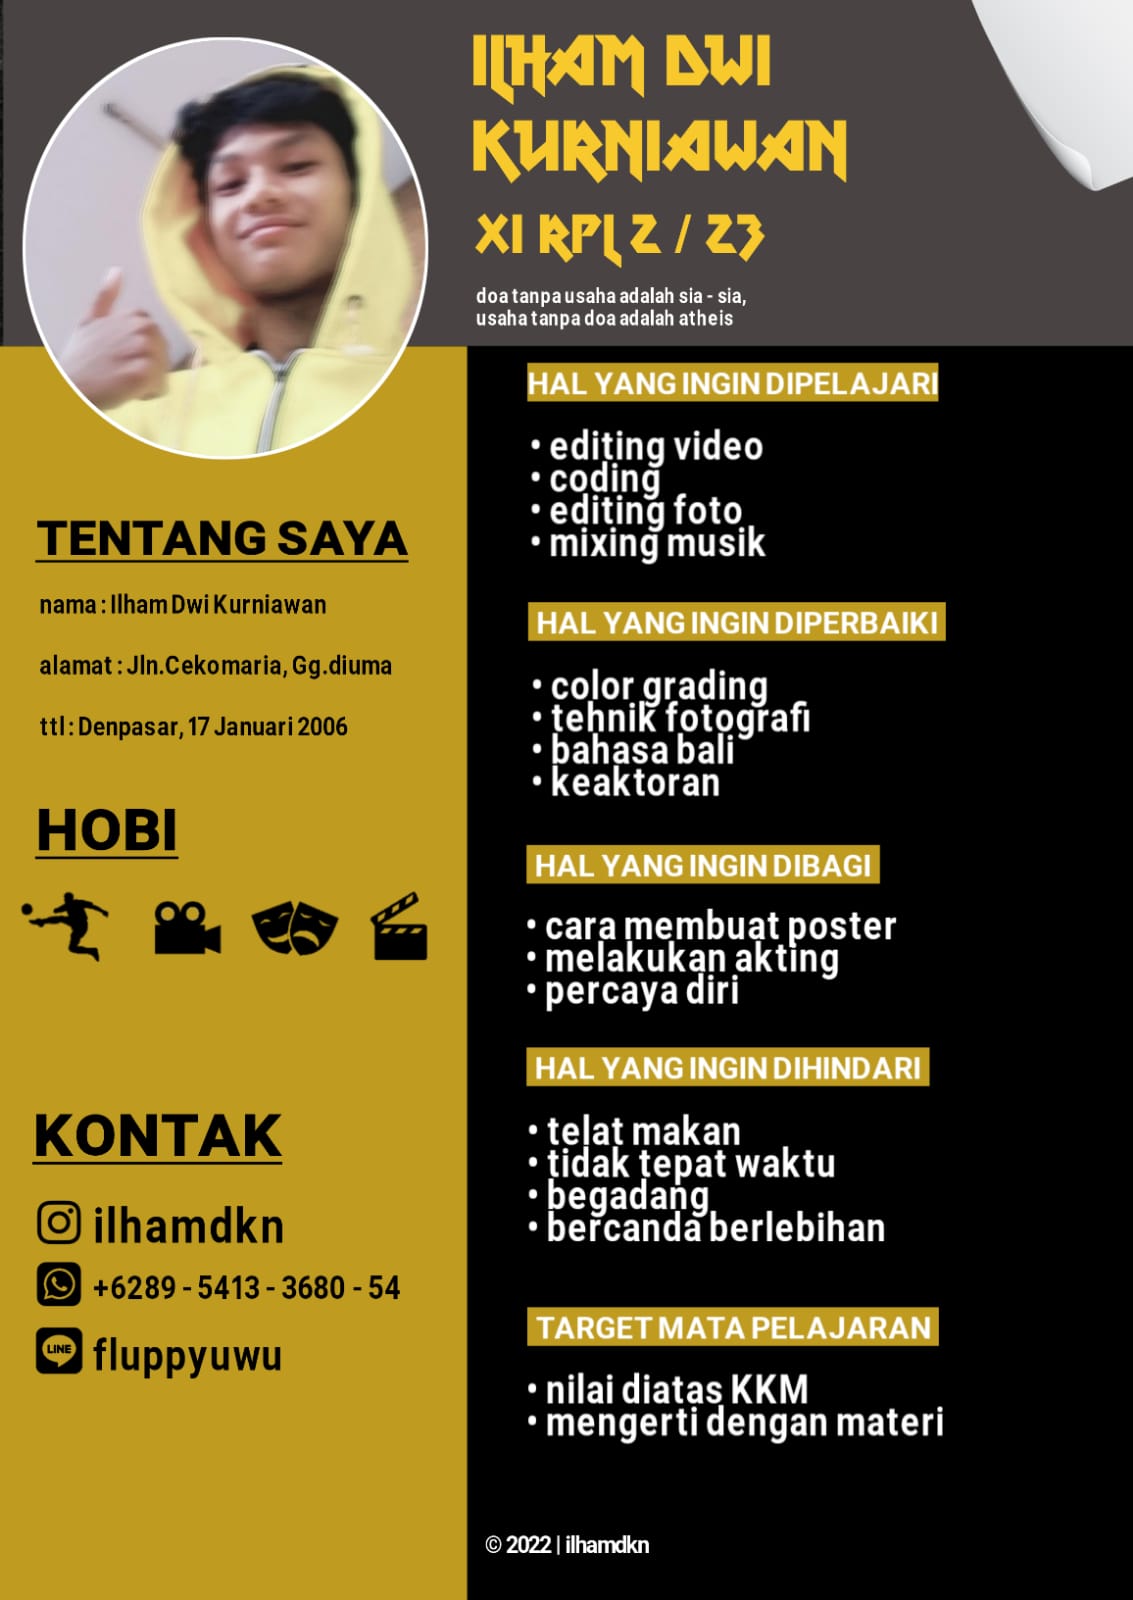 ILHAM DWI
KURNIAWAN
XI RPL 2 / 23
doa tanpa usaha adalah sia - sia,
usaha tanpa doa adalah atheis
TENTANG SAYA
nama : Ilham Dwi Kurniawan
alamat : Jln.Cekomaria, Gg.diuma
ttl : Denpasar, 17 Januari 2006
HOBI
KONTAK
ilhamdkn
+6289 - 5413 - 3680 - 54
LINE
fluppyuwu
HAL YANG INGIN DIPELAJARI
• editing video
• coding
• editing foto
• mixing musik
HAL YANG INGIN DIPERBAIKI
• color grading
• tehnik fotografi
• bahasa bali
• keaktoran
HAL YANG INGIN DIBAGI
• cara membuat poster
• melakukan akting
• percaya diri
HAL YANG INGIN DIHINDARI
• telat makan
• tidak tepat waktu
• begadang
• bercanda berlebihan
TARGET MATA PELAJARAN
• nilai diatas KKM
• mengerti dengan materi
© 2022 | ilhamdkn